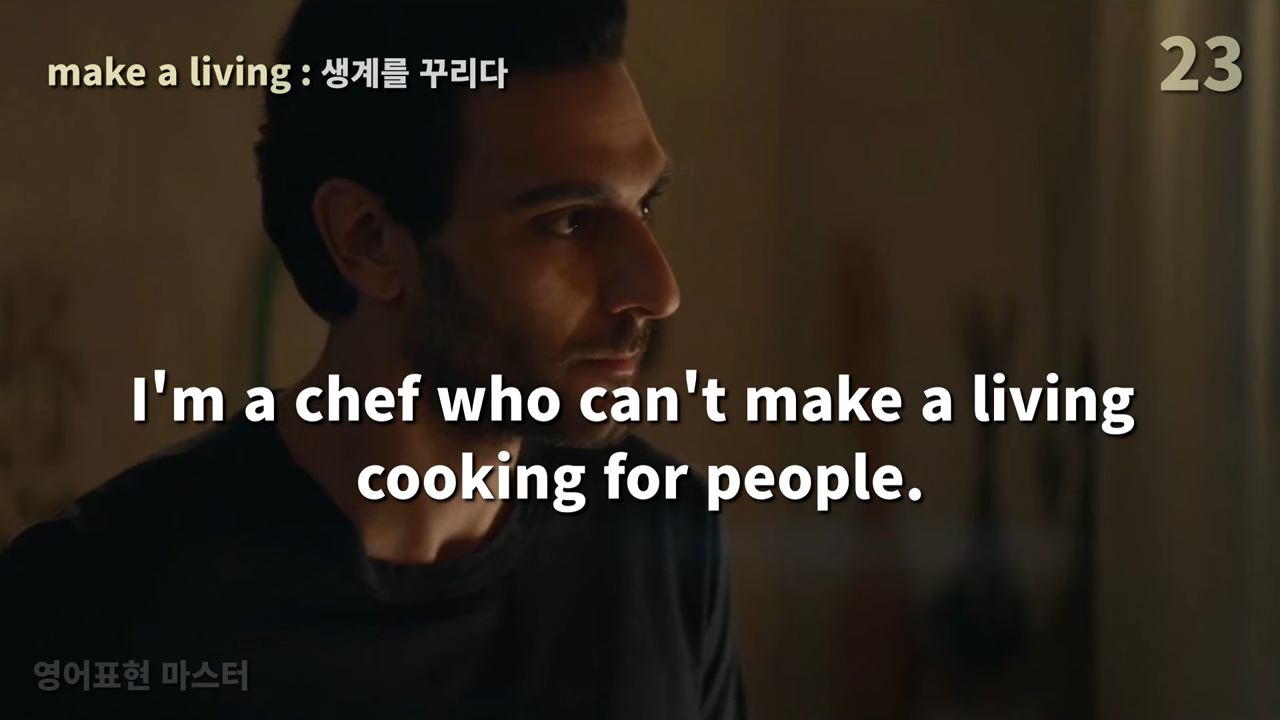 make a living : 생계를 꾸리다
23
I'm a chef who can't make a living
cooking for people.
영어표현 마스터